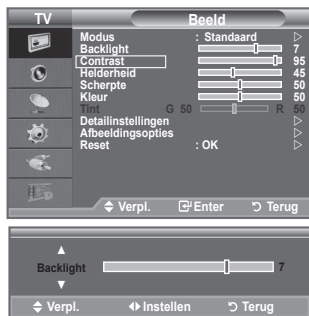 TV Beeld
Modus : Standaard
Backlight 7
Contrast 95
Helderheid 45
Scherpte 50
Kleur 50
Tint G 50 R 50
Detailinstellingen
Afbeeldingsopties
Reset : OK
Verpl. Enter Terug
Backlight 7
Verpl. Instellen Terug